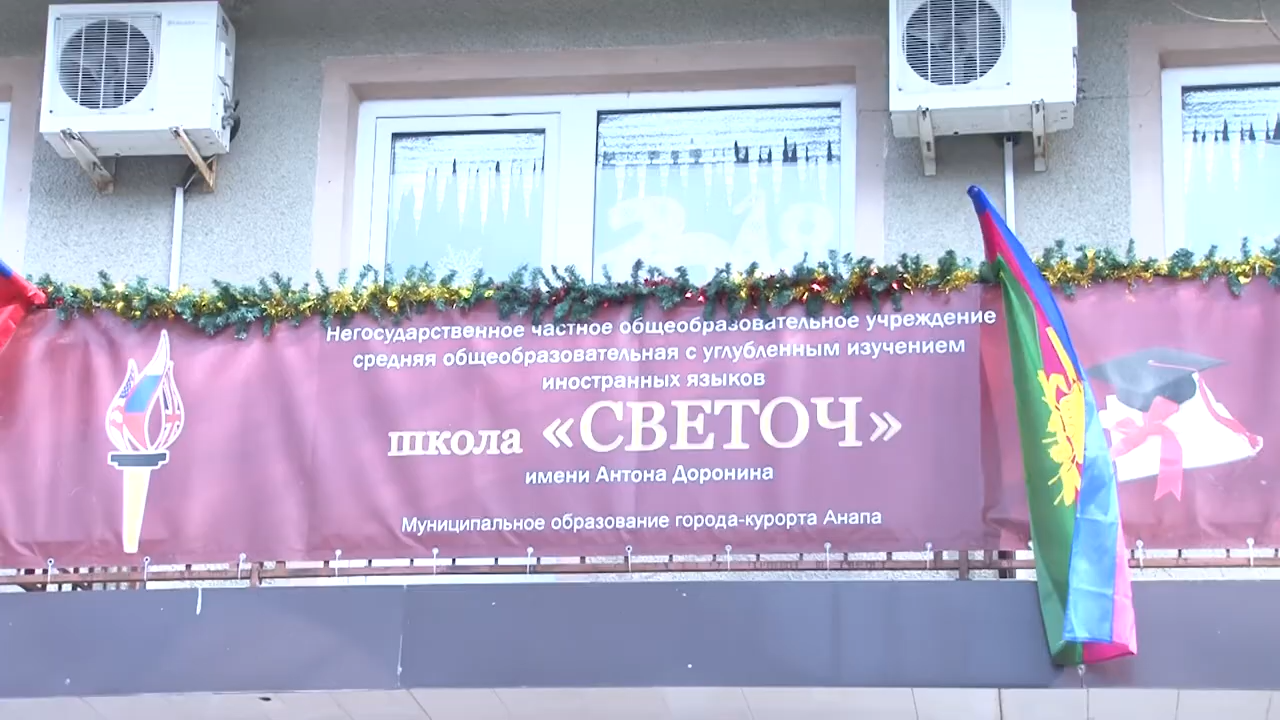 2018
Негосударственное частное общеобразовательное учреждение
средняя общеобразовательная с углубленным изучением
иностранных языков
школа «СВЕТОЧ»
имени Антона Доронина
Муниципальное образование города-курорта Анапа